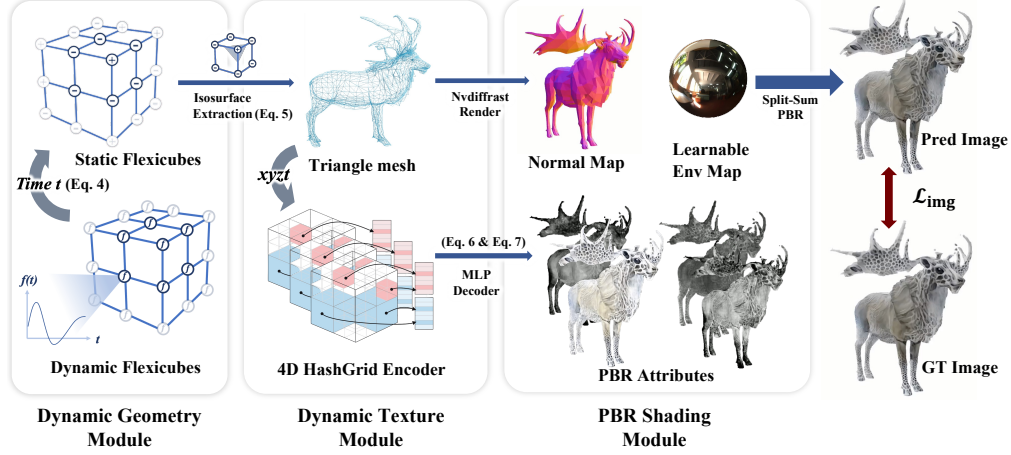 Static Flexicubes
Time t (Eq. 4)
f(t)
t
Dynamic Flexicubes
Dynamic Geometry
Module
Isosurface
Extraction (Eq. 5)
Triangle mesh
xyzt
4D HashGrid Encoder
Dynamic Texture
Module
Nvdiffrast
Render
(Eq. 6 & Eq. 7)
MLP
Decoder
Normal Map
Learnable
Env Map
PBR Attributes
PBR Shading
Module
Split-Sum
PBR
Pred Image
ℒimg
GT Image